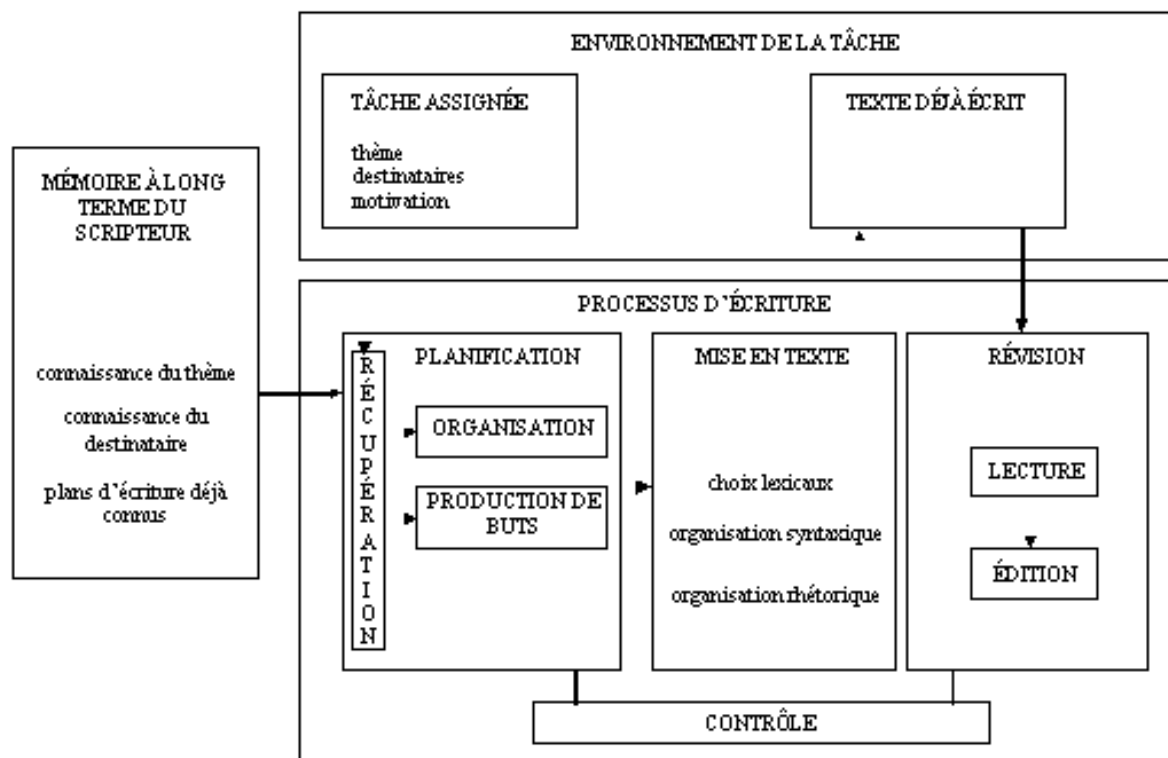 ENVIRONNEMENT DE LA TÂCHE
TÂCHE ASSIGNÉE
thème
destinataires
motivation
TEXTE DÉJÀ ÉCRIT
MÉMOIRE À LONG
TERME DU
SCRIPTEUR
connaissance du thème
connaissance du
destinataire
plans d'écriture déjà
connus
PROCESSUS D'ÉCRITURE
RÉCUPÉRATION
PLANIFICATION
ORGANISATION
PRODUCTION DE
BUTS
MISE EN TEXTE
choix lexicaux
organisation syntaxique
organisation rhétorique
RÉVISION
LECTURE
ÉDITION
CONTRÔLE